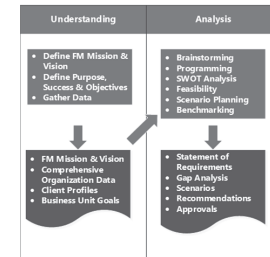 Understanding
• Define FM Mission &
Vision
• Define Purpose,
Success & Objectives
• Gather Data
• FM Mission & Vision
• Comprehensive
Organization Data
• Client Profiles
• Business Unit Goals
Analysis
• Brainstorming
• Programming
• SWOT Analysis
• Feasibility
• Scenario Planning
• Benchmarking
• Statement of
Requirements
• Gap Analysis
• Scenarios
• Recommendations
• Approvals